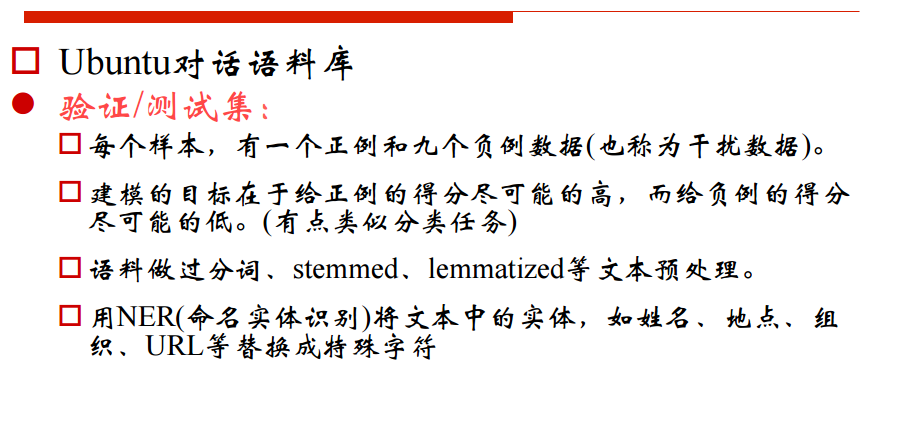 Ubuntu对话语料库
验证/测试集：
每个样本，有一个正例和九个负例数据(也称为干扰数据)。
建模的目标在于给正例的得分尽可能的高，而给负例的得分
尽可能的低。(有点类似分类任务)
语料做过分词、stemmed、lemmatized等文本预处理。
用NER(命名实体识别)将文本中的实体，如姓名、地点、组
织、URL等替换成特殊字符